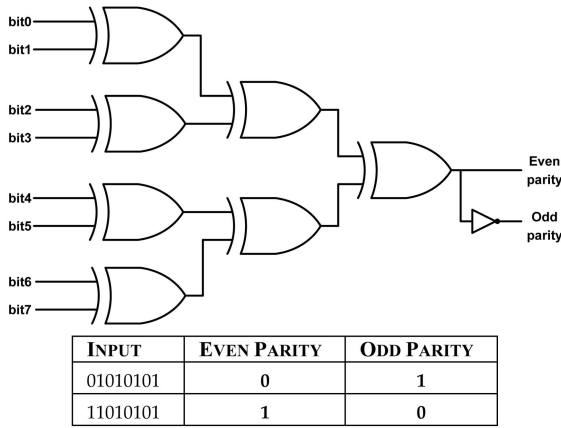 bit0
bit1
bit2
bit3
bit4
bit5
bit6
bit7
Even
parity
Odd
parity
INPUT EVEN PARITY ODD PARITY
01010101 0 1
11010101 1 0